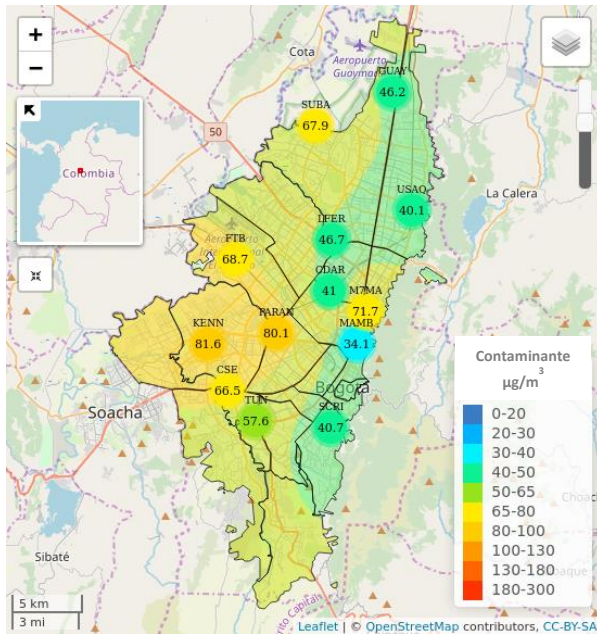 +
−
Cota
Aeropuerto
Guaymar
GUAY
46.2
SUBA
67.9
50
Colombia
La Calera
USAQ
40.1
LFER
46.7
FTB
68.7
CDAR
41
M7MA
71.7
PARAN
80.1
KENN
81.6
MAMB
34.1
CSE
66.5
Bogotá
Soacha
TUN
57.6
SCRI
40.7
Contaminante
µg/m³
0-20
20-30
30-40
40-50
50-65
65-80
80-100
100-130
130-180
180-300
Sibaté
5 km
3 mi
Leaflet | © OpenStreetMap contributors, CC-BY-SA